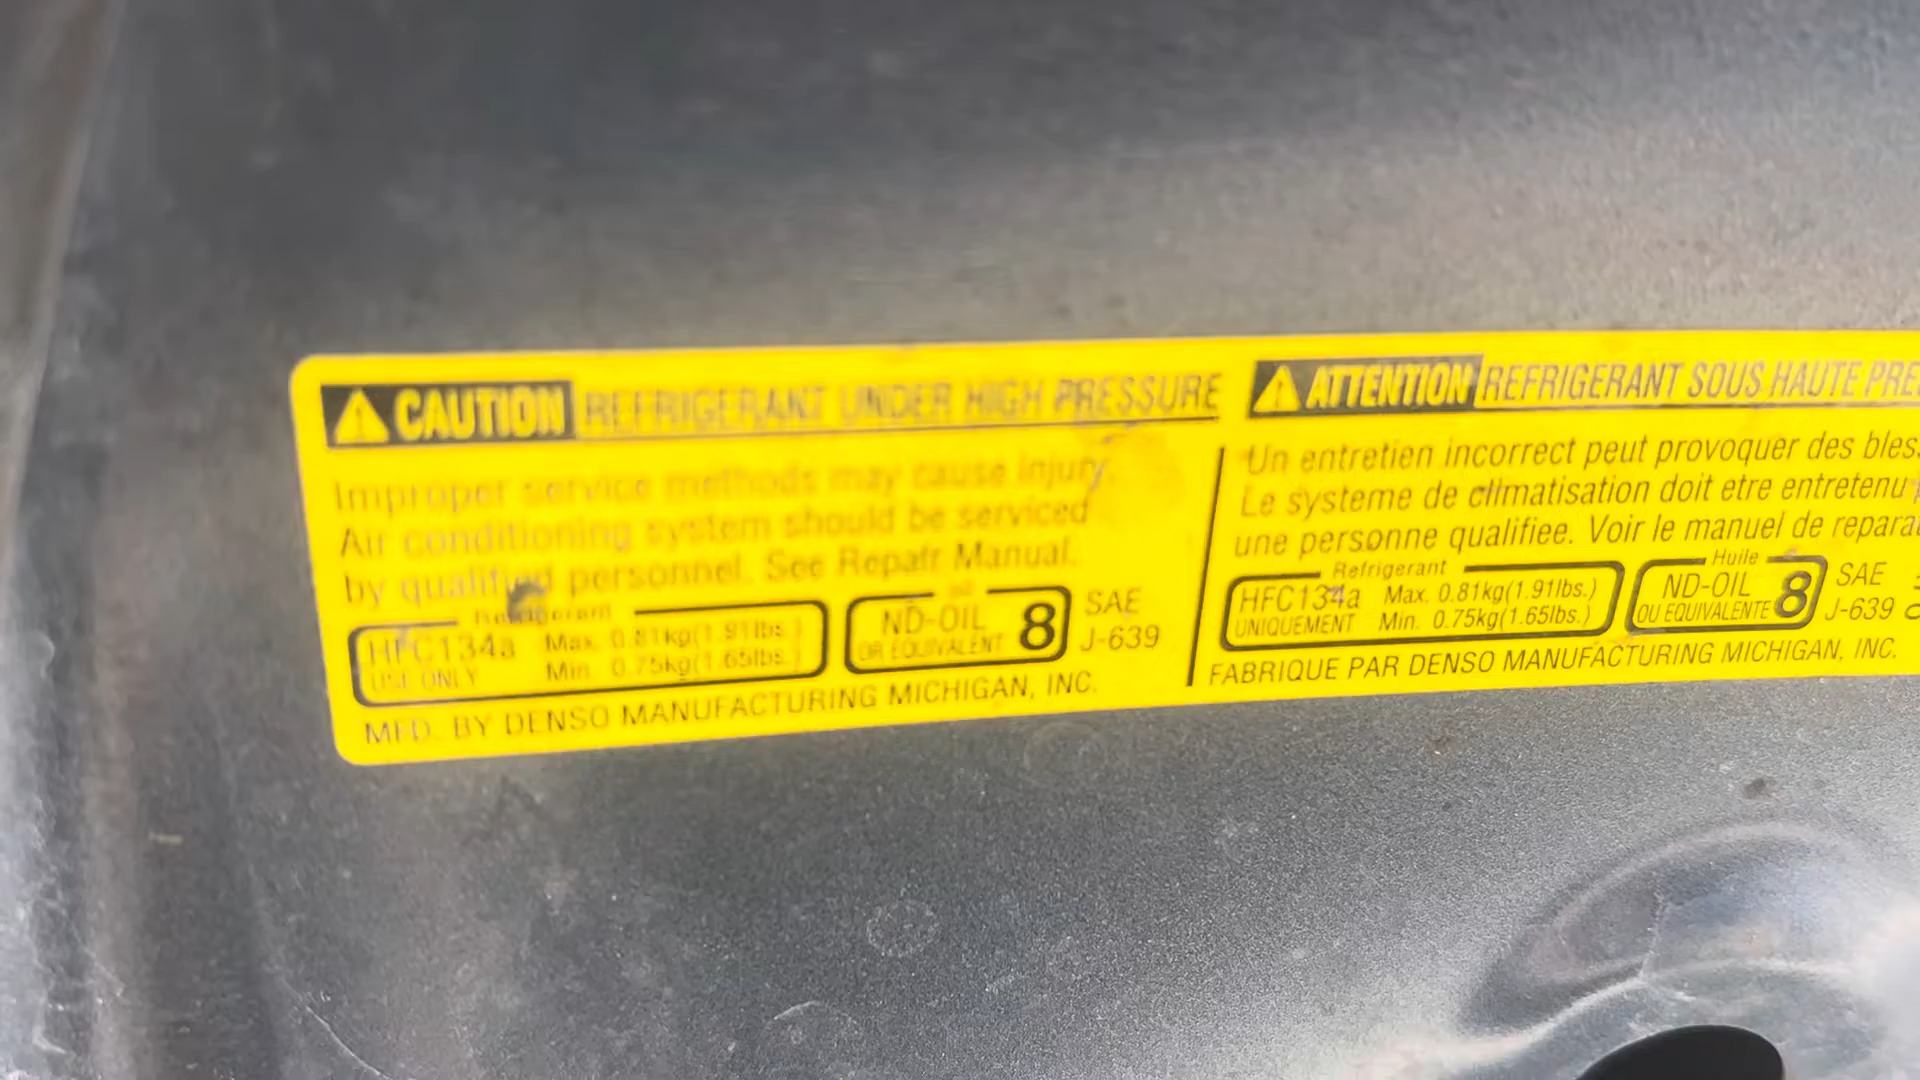 CAUTION REFRIGERANT UNDER HIGH PRESSURE
Improper service methods may cause injury.
Air conditioning system should be serviced
by qualified personnel. See Repair Manual.
Refrigerant
HFC134a Max. 0.81kg(1.91lbs.)
USE ONLY Min. 0.75kg(1.65lbs.)
oil
ND-OIL 8
OR EQUIVALENT
SAE
J-639
MFD. BY DENSO MANUFACTURING MICHIGAN, INC.
ATTENTION REFRIGERANT SOUS HAUTE PRE
Un entretien incorrect peut provoquer des bles
Le systeme de climatisation doit etre entretenu
une personne qualifiee. Voir le manuel de repara
Refrigerant
HFC134a Max. 0.81kg(1.91lbs.)
UNIQUEMENT Min. 0.75kg(1.65lbs.)
Huile
ND-OIL 8
OU EQUIVALENTE
SAE
J-639
FABRIQUE PAR DENSO MANUFACTURING MICHIGAN, INC.